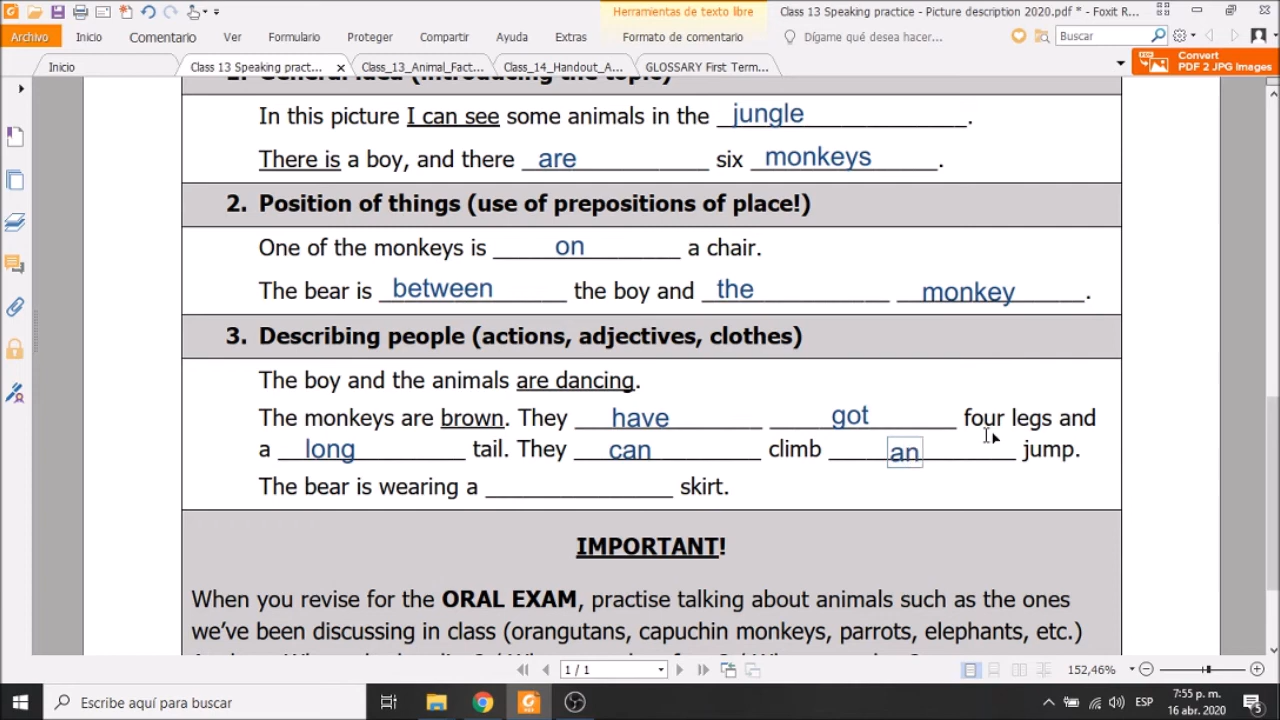 Herramientas de texto libre
Class 13 Speaking practice - Picture description 2020.pdf * - Foxit R...
Archivo Inicio Comentario Ver Formulario Proteger Compartir Ayuda Extras Formato de comentario Dígame qué desea hacer... Buscar
Inicio Class 13 Speaking pract... Class_13_Animal_Fact... Class_14_Handout_A... GLOSSARY First Term...
Convert
PDF 2 JPG Images
1. General idea (introducing the topic)
In this picture I can see some animals in the jungle.
There is a boy, and there are six monkeys.
2. Position of things (use of prepositions of place!)
One of the monkeys is on a chair.
The bear is between the boy and the monkey.
3. Describing people (actions, adjectives, clothes)
The boy and the animals are dancing.
The monkeys are brown. They have got four legs and
a long tail. They can climb an jump.
The bear is wearing a ____ skirt.
IMPORTANT!
When you revise for the ORAL EXAM, practise talking about animals such as the ones
we've been discussing in class (orangutans, capuchin monkeys, parrots, elephants, etc.)
1 / 1
152,46%
Escribe aquí para buscar
ESP
7:55 p. m.
16 abr. 2020
5